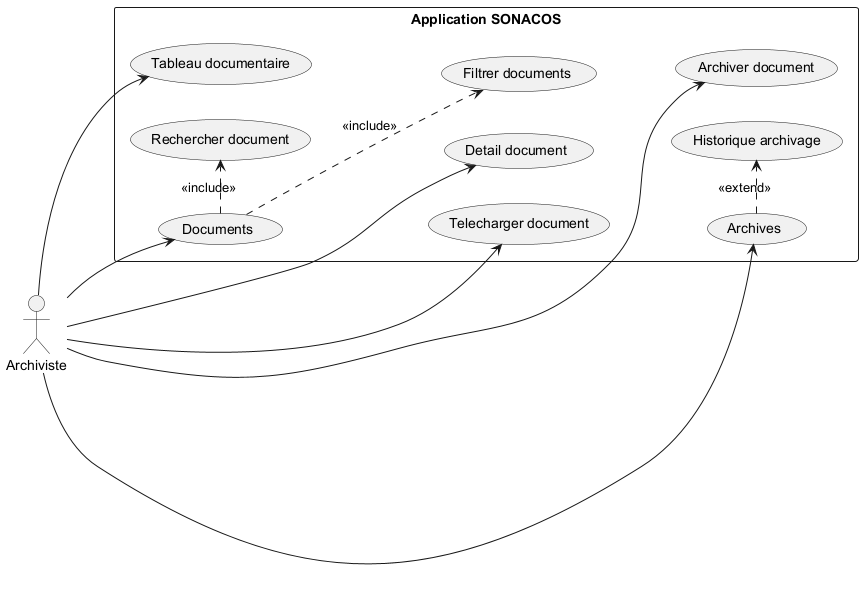 Application SONACOS
Tableau documentaire
Filtrer documents
Archiver document
«include»
Rechercher document
Detail document
Historique archivage
«include»
«extend»
Documents
Telecharger document
Archives
Archiviste